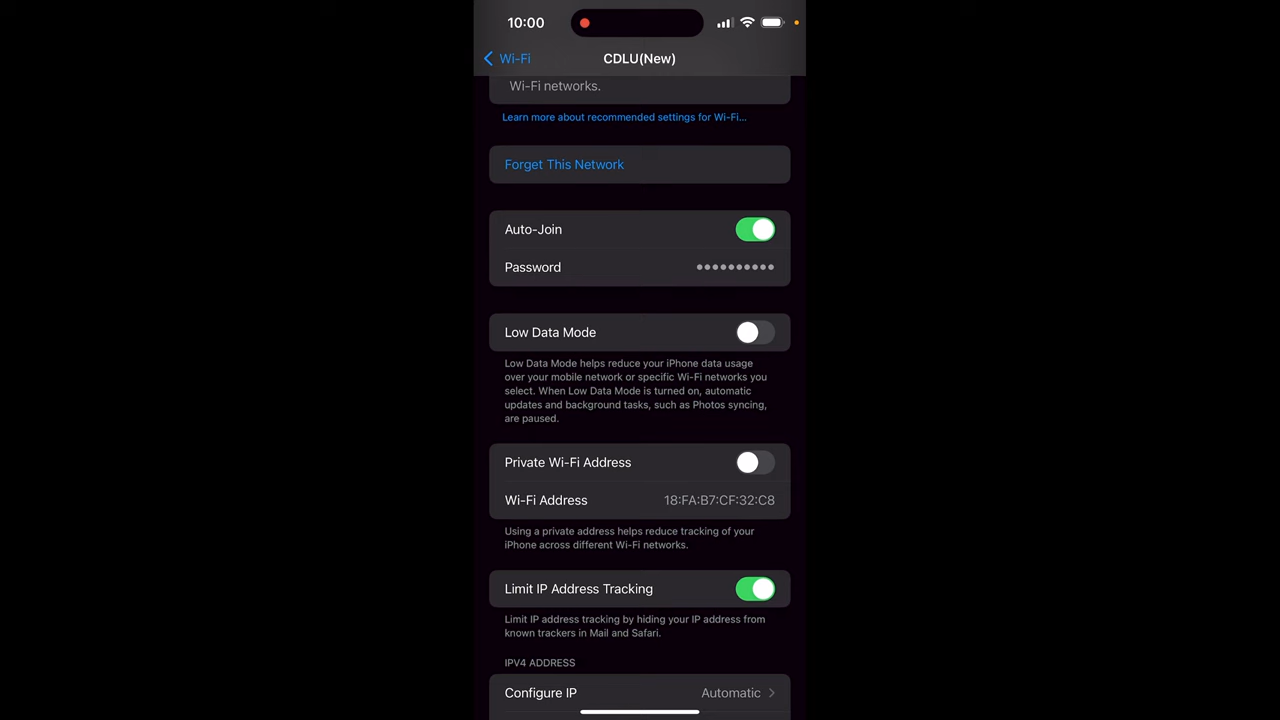 10:00
Wi-Fi
CDLU(New)
Wi-Fi networks.
Learn more about recommended settings for Wi-Fi...
Forget This Network
Auto-Join
Password ••••••••••
Low Data Mode
Low Data Mode helps reduce your iPhone data usage
over your mobile network or specific Wi-Fi networks you
select. When Low Data Mode is turned on, automatic
updates and background tasks, such as Photos syncing,
are paused.
Private Wi-Fi Address
Wi-Fi Address 18:FA:B7:CF:32:C8
Using a private address helps reduce tracking of your
iPhone across different Wi-Fi networks.
Limit IP Address Tracking
Limit IP address tracking by hiding your IP address from
known trackers in Mail and Safari.
IPV4 ADDRESS
Configure IP Automatic